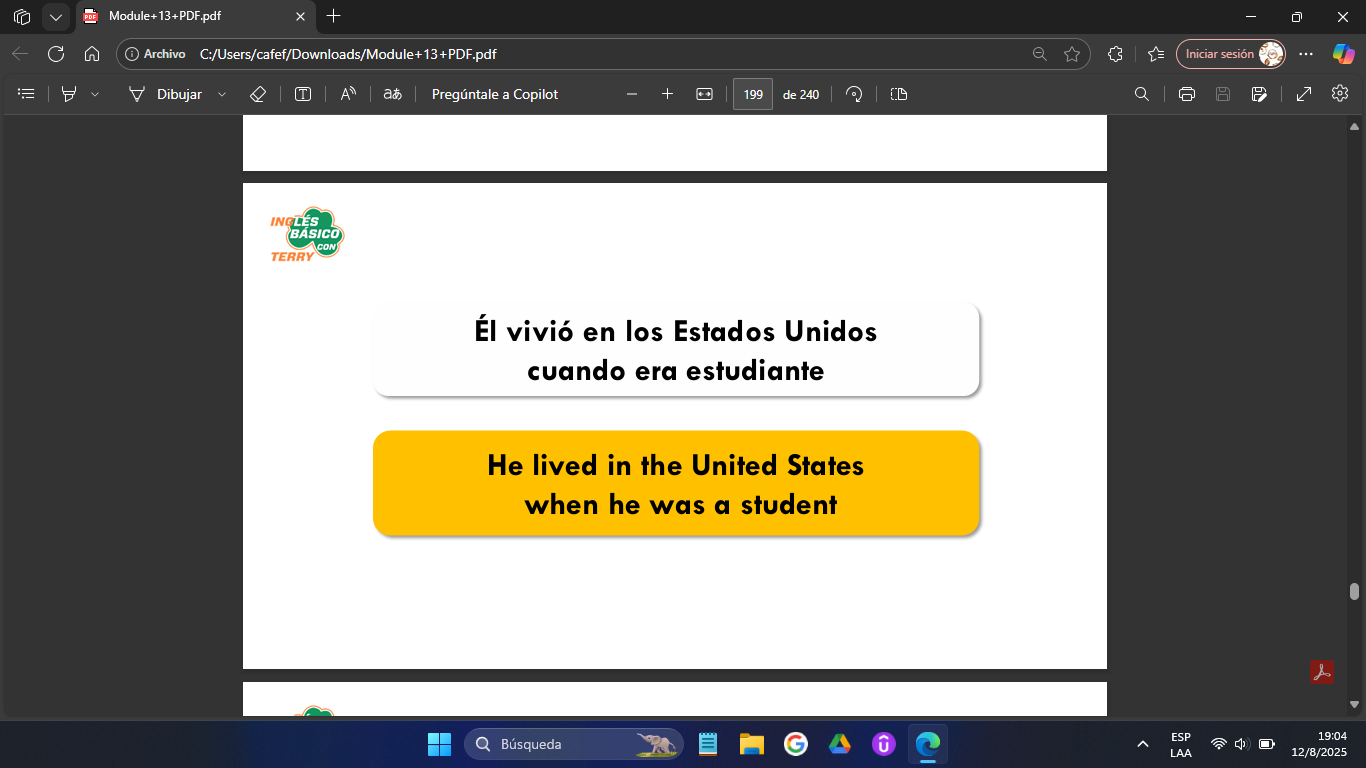 Module+13+PDF.pdf
Archivo C:/Users/cafef/Downloads/Module+13+PDF.pdf
Iniciar sesión
Dibujar
Pregúntale a Copilot
199 de 240
INGLÉS
BÁSICO
CON
TERRY
Él vivió en los Estados Unidos
cuando era estudiante
He lived in the United States
when he was a student
Búsqueda
ESP
LAA
19:04
12/8/2025